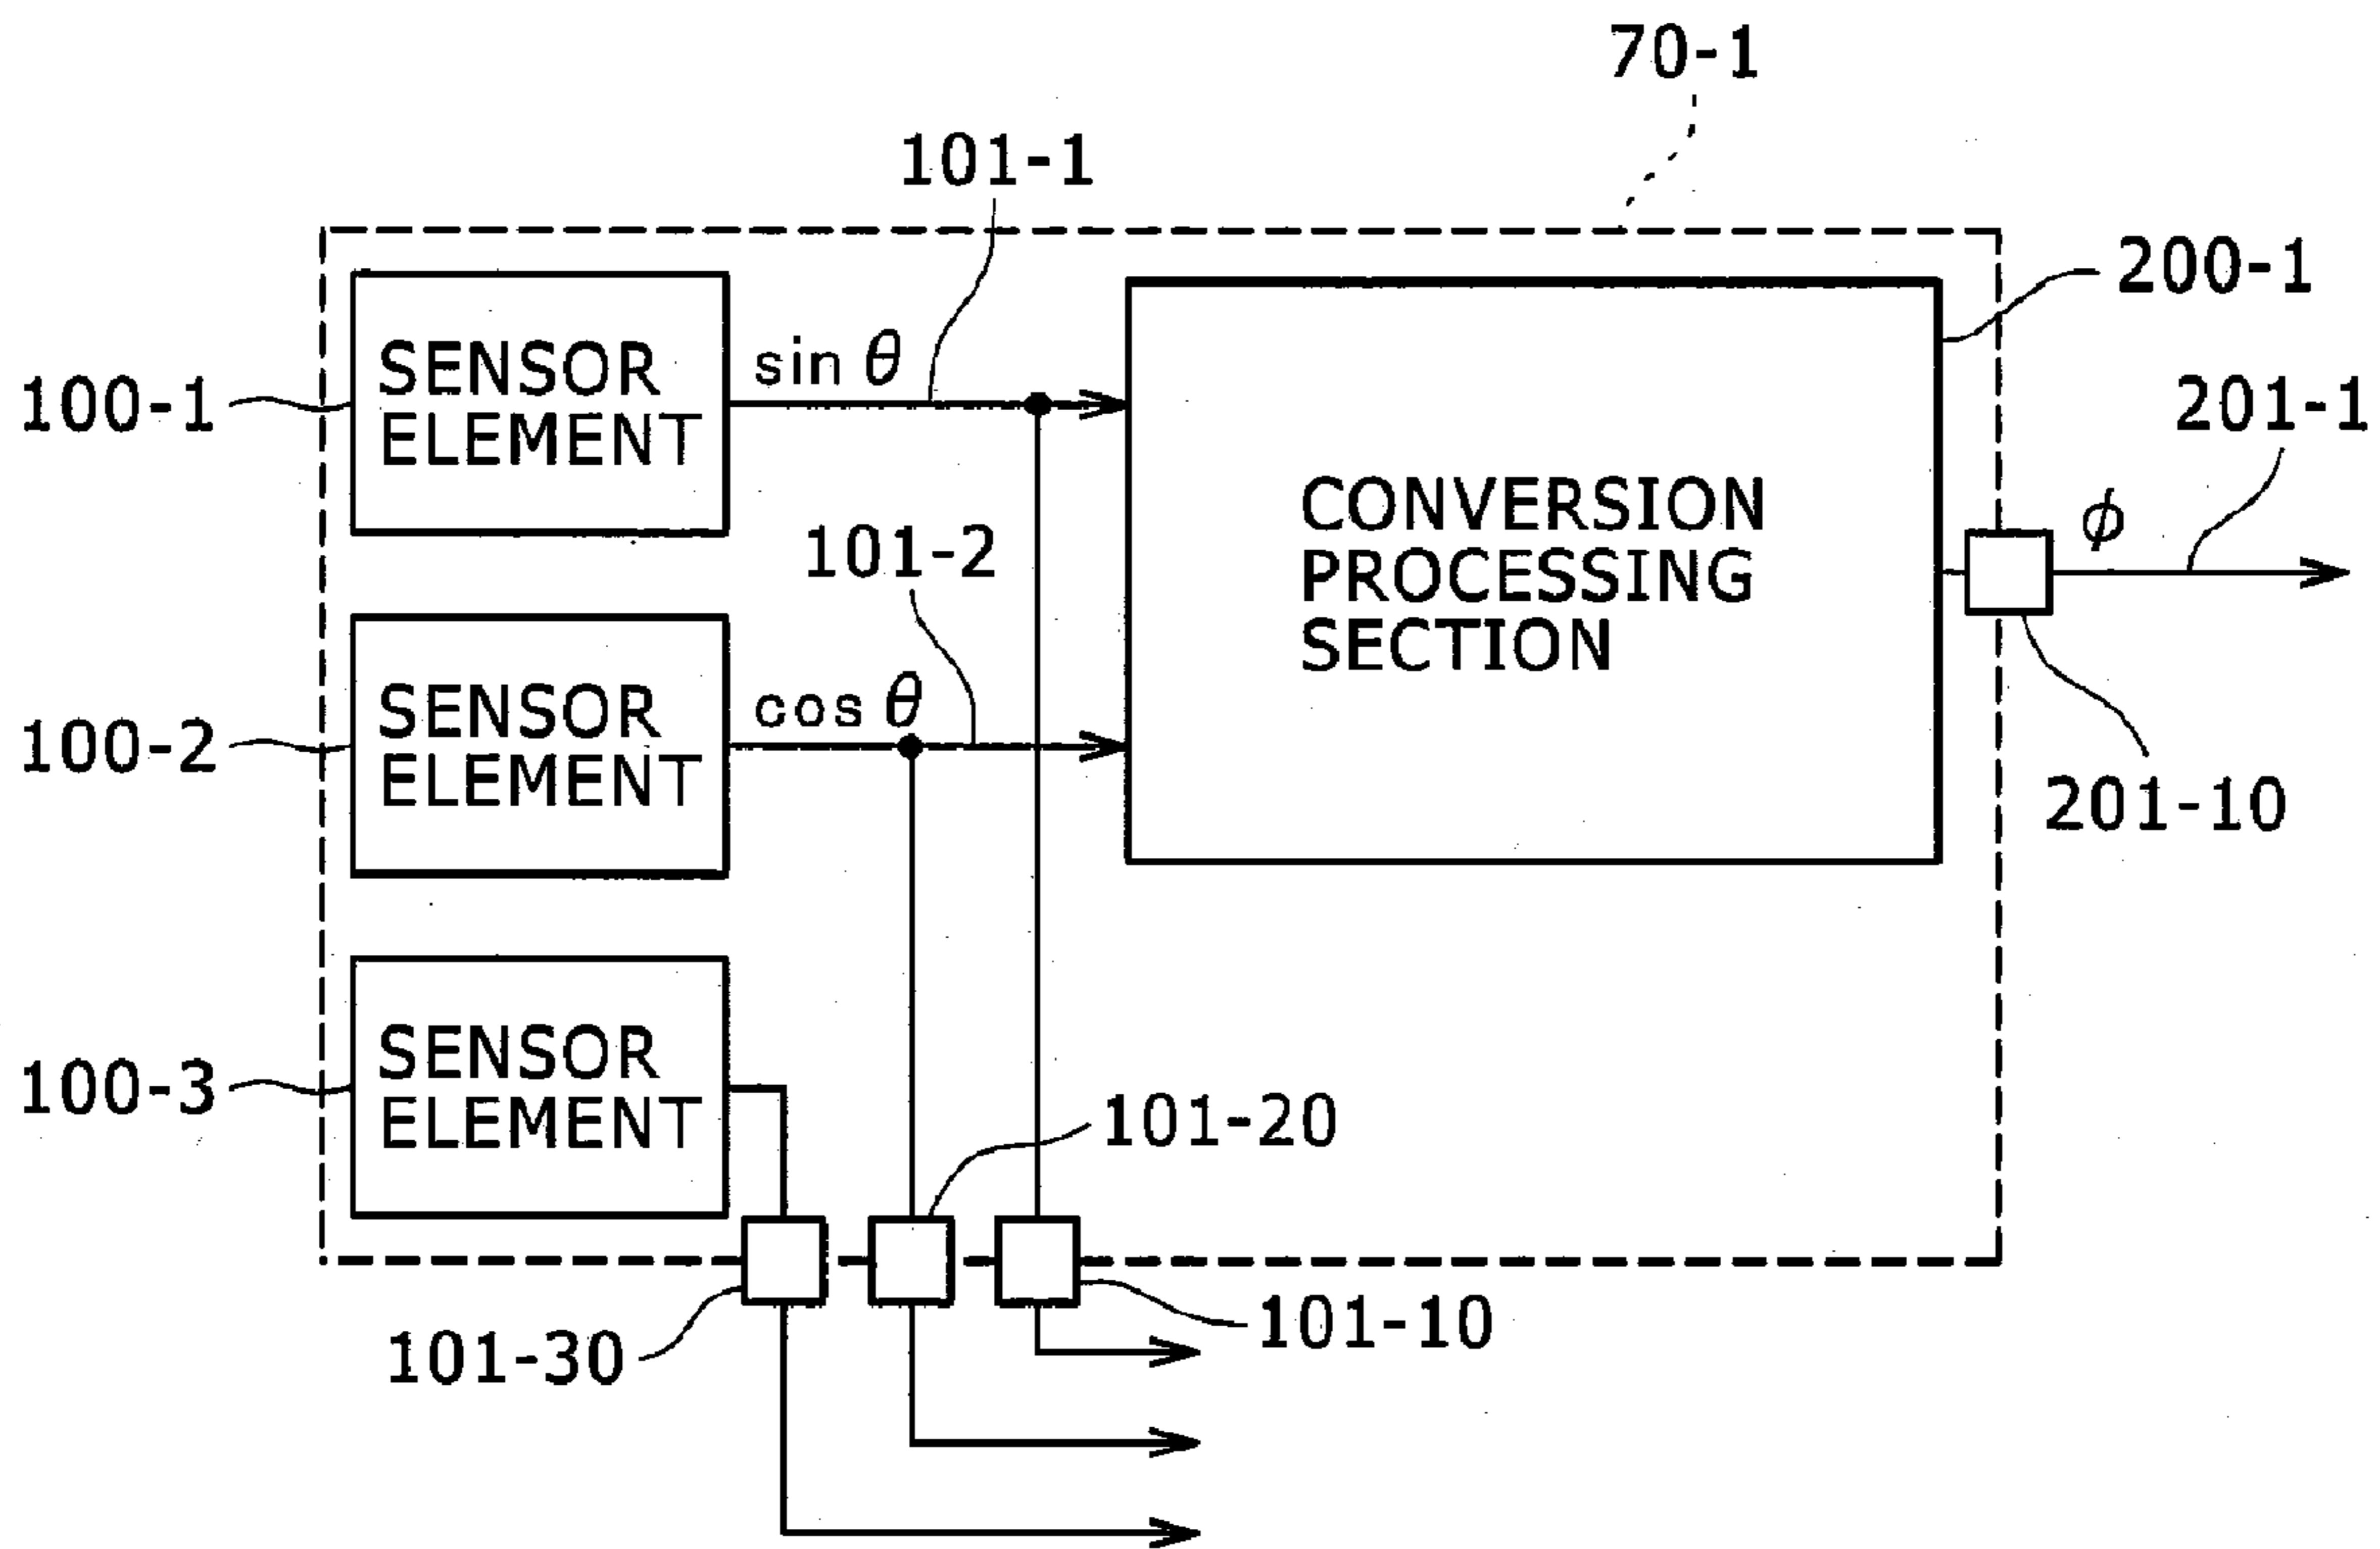 70-1
101-1
200-1
SENSOR
ELEMENT
sin θ
100-1
201-1
CONVERSION
PROCESSING
SECTION
ϕ
101-2
SENSOR
ELEMENT
cos θ
100-2
201-10
SENSOR
ELEMENT
100-3
101-20
101-10
101-30